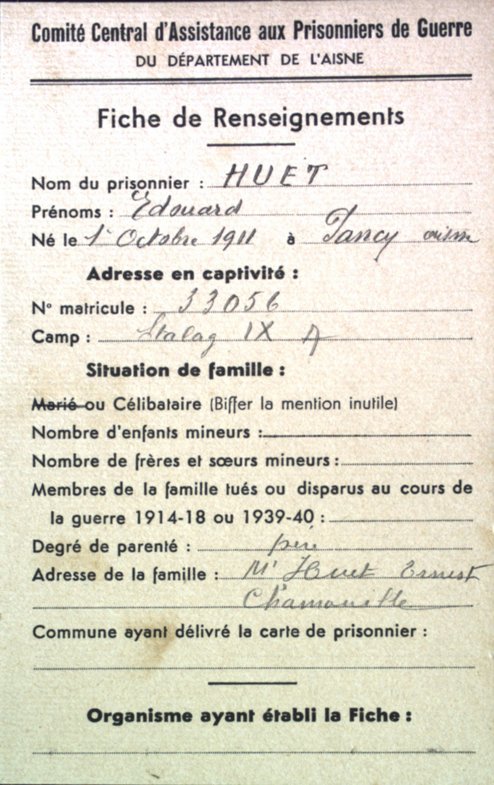 Comité Central d'Assistance aux Prisonniers de Guerre
DU DÉPARTEMENT DE L'AISNE
Fiche de Renseignements
Nom du prisonnier : HUET
Prénoms : Edouard
Né le 1er Octobre 1911 à Pancy aisne
Adresse en captivité :
No matricule : 33056
Camp : Stalag IX A
Situation de famille :
Marié ou Célibataire (Biffer la mention inutile)
Nombre d'enfants mineurs :
Nombre de frères et sœurs mineurs :
Membres de la famille tués ou disparus au cours de
la guerre 1914-18 ou 1939-40 :
Degré de parenté : père
Adresse de la famille : Mr Huet Ernest
Chamouille
Commune ayant délivré la carte de prisonnier :
Organisme ayant établi la Fiche :